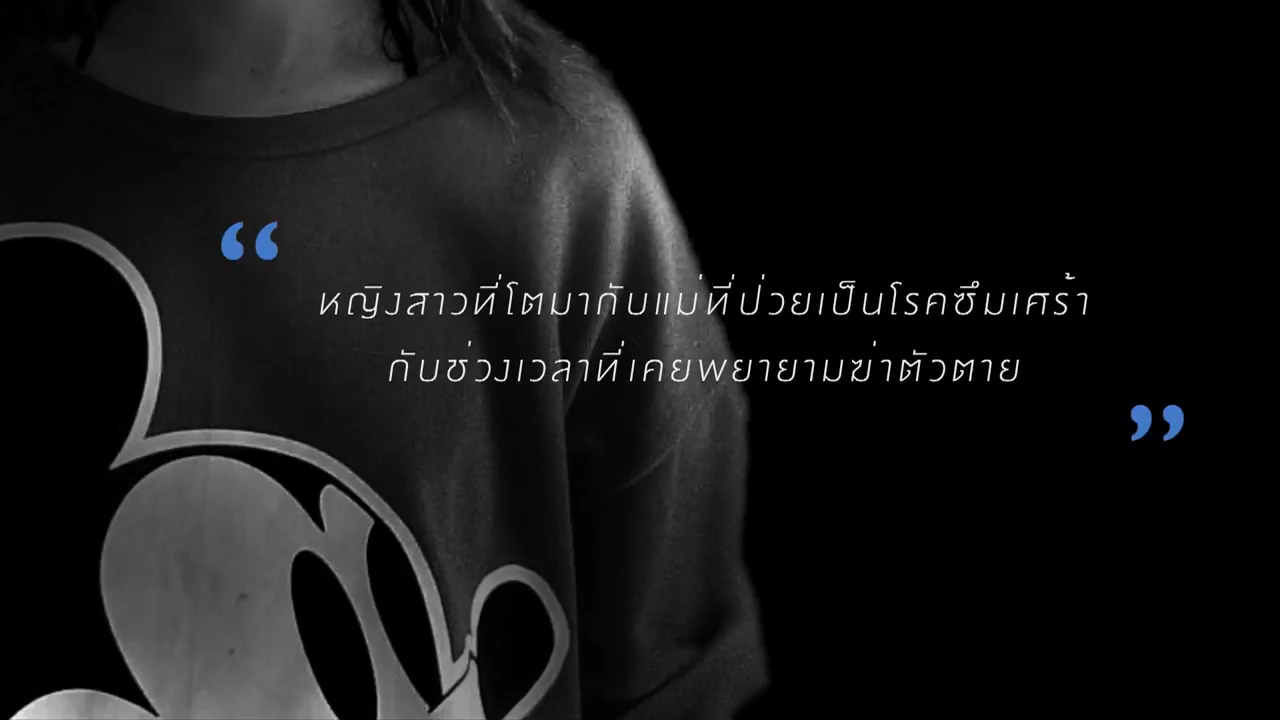 “
หญิงสาวที่โตมากับแม่ที่ป่วยเป็นโรคซึมเศร้า
กับช่วงเวลาที่เคยพยายามฆ่าตัวตาย
”